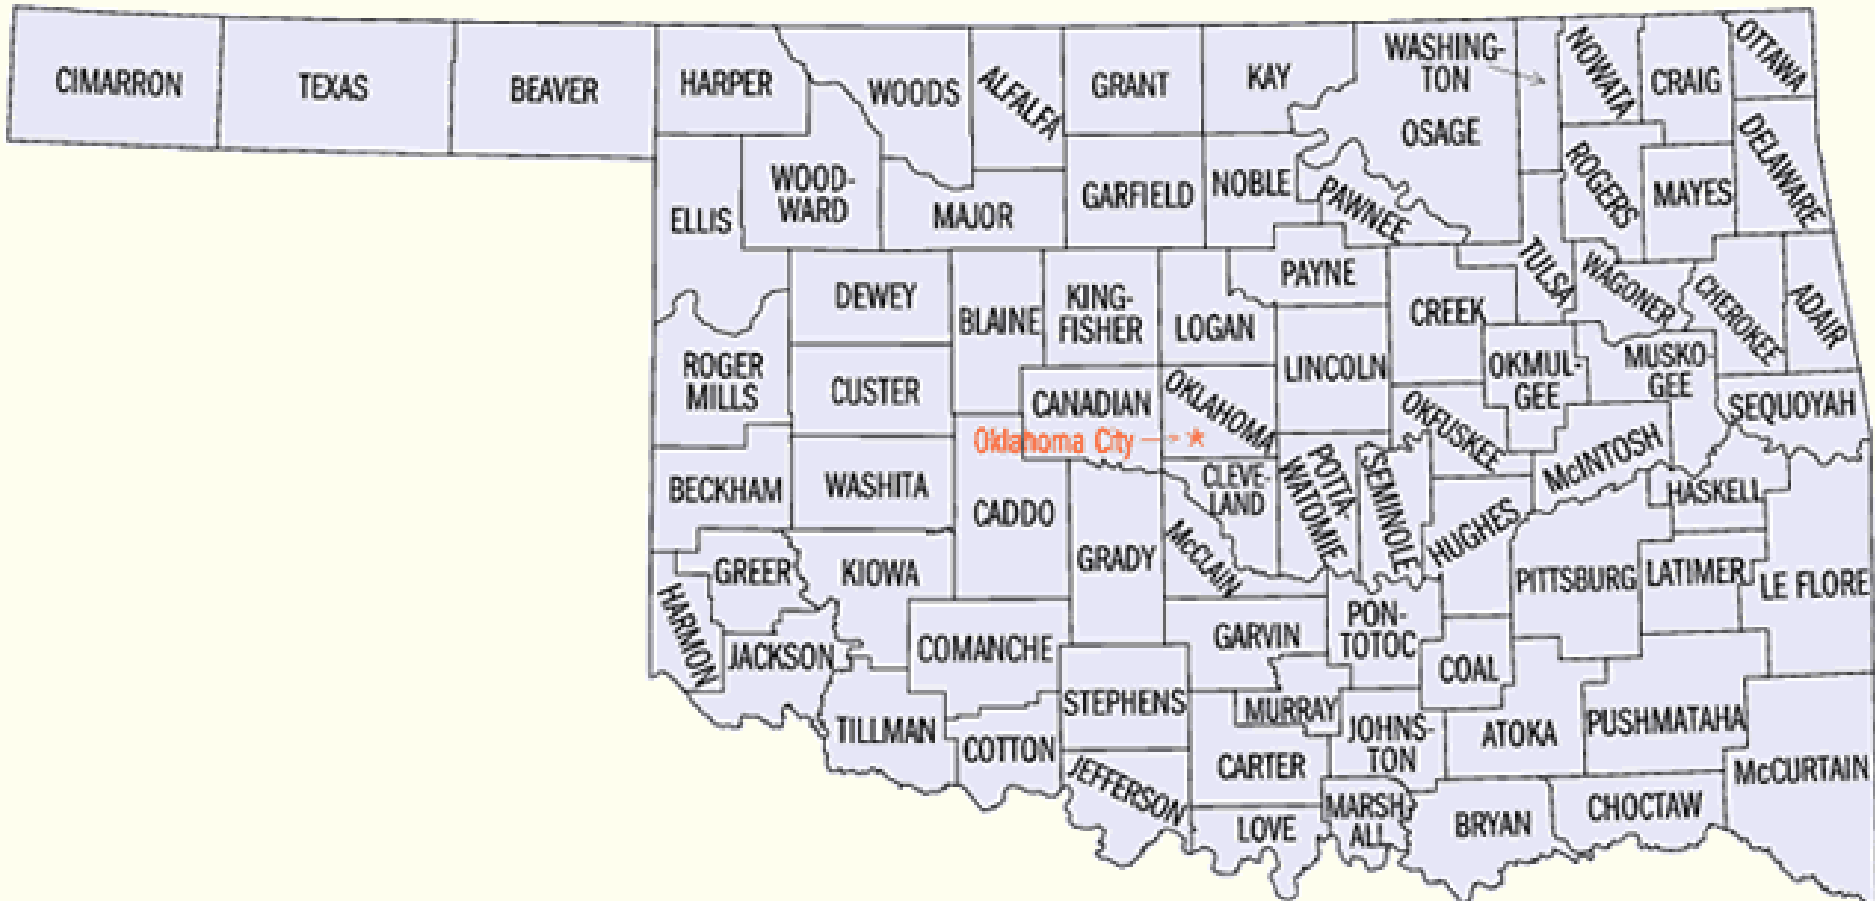 CIMARRON
TEXAS
BEAVER
HARPER
WOODS
ALFALFA
GRANT
KAY
WASHING-
TON
OSAGE
NOWATA
CRAIG
OTTAWA
ELLIS
WOOD-
WARD
MAJOR
GARFIELD
NOBLE
PAWNEE
ROGERS
MAYES
DELAWARE
DEWEY
BLAINE
KING-
FISHER
LOGAN
PAYNE
CREEK
TULSA
WAGONER
CHEROKEE
ADAIR
ROGER
MILLS
CUSTER
CANADIAN
OKLAHOMA
LINCOLN
OKMUL-
GEE
MUSKO-
GEE
SEQUOYAH
Oklahoma City
*
OKFUSKEE
McINTOSH
BECKHAM
WASHITA
CADDO
GRADY
CLEVE-
LAND
McCLAIN
POTTA-
WATOMIE
SEMINOLE
HUGHES
HASKELL
PITTSBURG
LATIMER
LE FLORE
GREER
KIOWA
HARMON
JACKSON
COMANCHE
GARVIN
PON-
TOTOC
COAL
TILLMAN
COTTON
STEPHENS
MURRAY
JOHNS-
TON
ATOKA
PUSHMATAHA
McCURTAIN
JEFFERSON
CARTER
LOVE
MARSH-
ALL
BRYAN
CHOCTAW